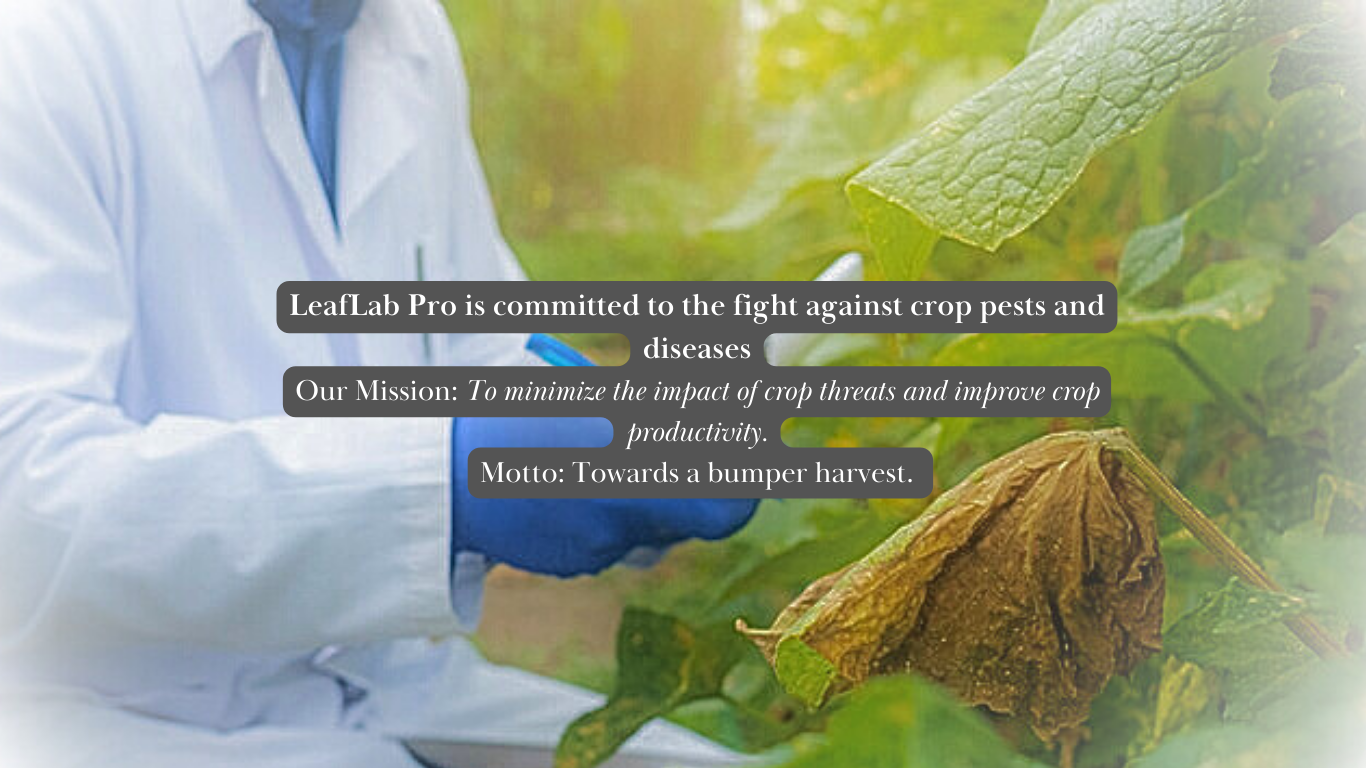 LeafLab Pro is committed to the fight against crop pests and
diseases
Our Mission: To minimize the impact of crop threats and improve crop
productivity.
Motto: Towards a bumper harvest.